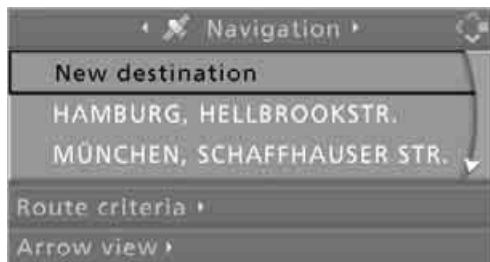 Navigation
New destination
HAMBURG, HELLBROOKSTR.
MÜNCHEN, SCHAFFHAUSER STR.
Route criteria
Arrow view